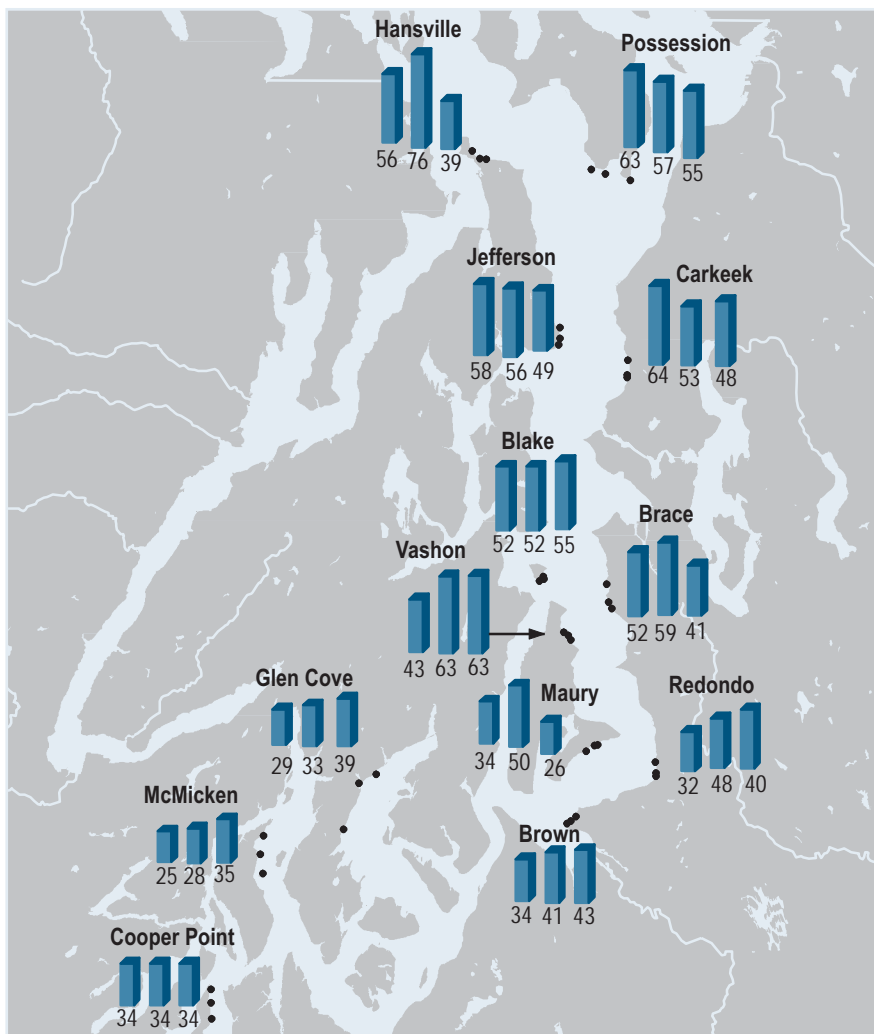 Hansville
56 76 39
Possession
63 57 55
Jefferson
58 56 49
Carkeek
64 53 48
Blake
52 52 55
Brace
52 59 41
Vashon
43 63 63
Glen Cove
29 33 39
Maury
34 50 26
Redondo
32 48 40
McMicken
25 28 35
Brown
34 41 43
Cooper Point
34 34 34